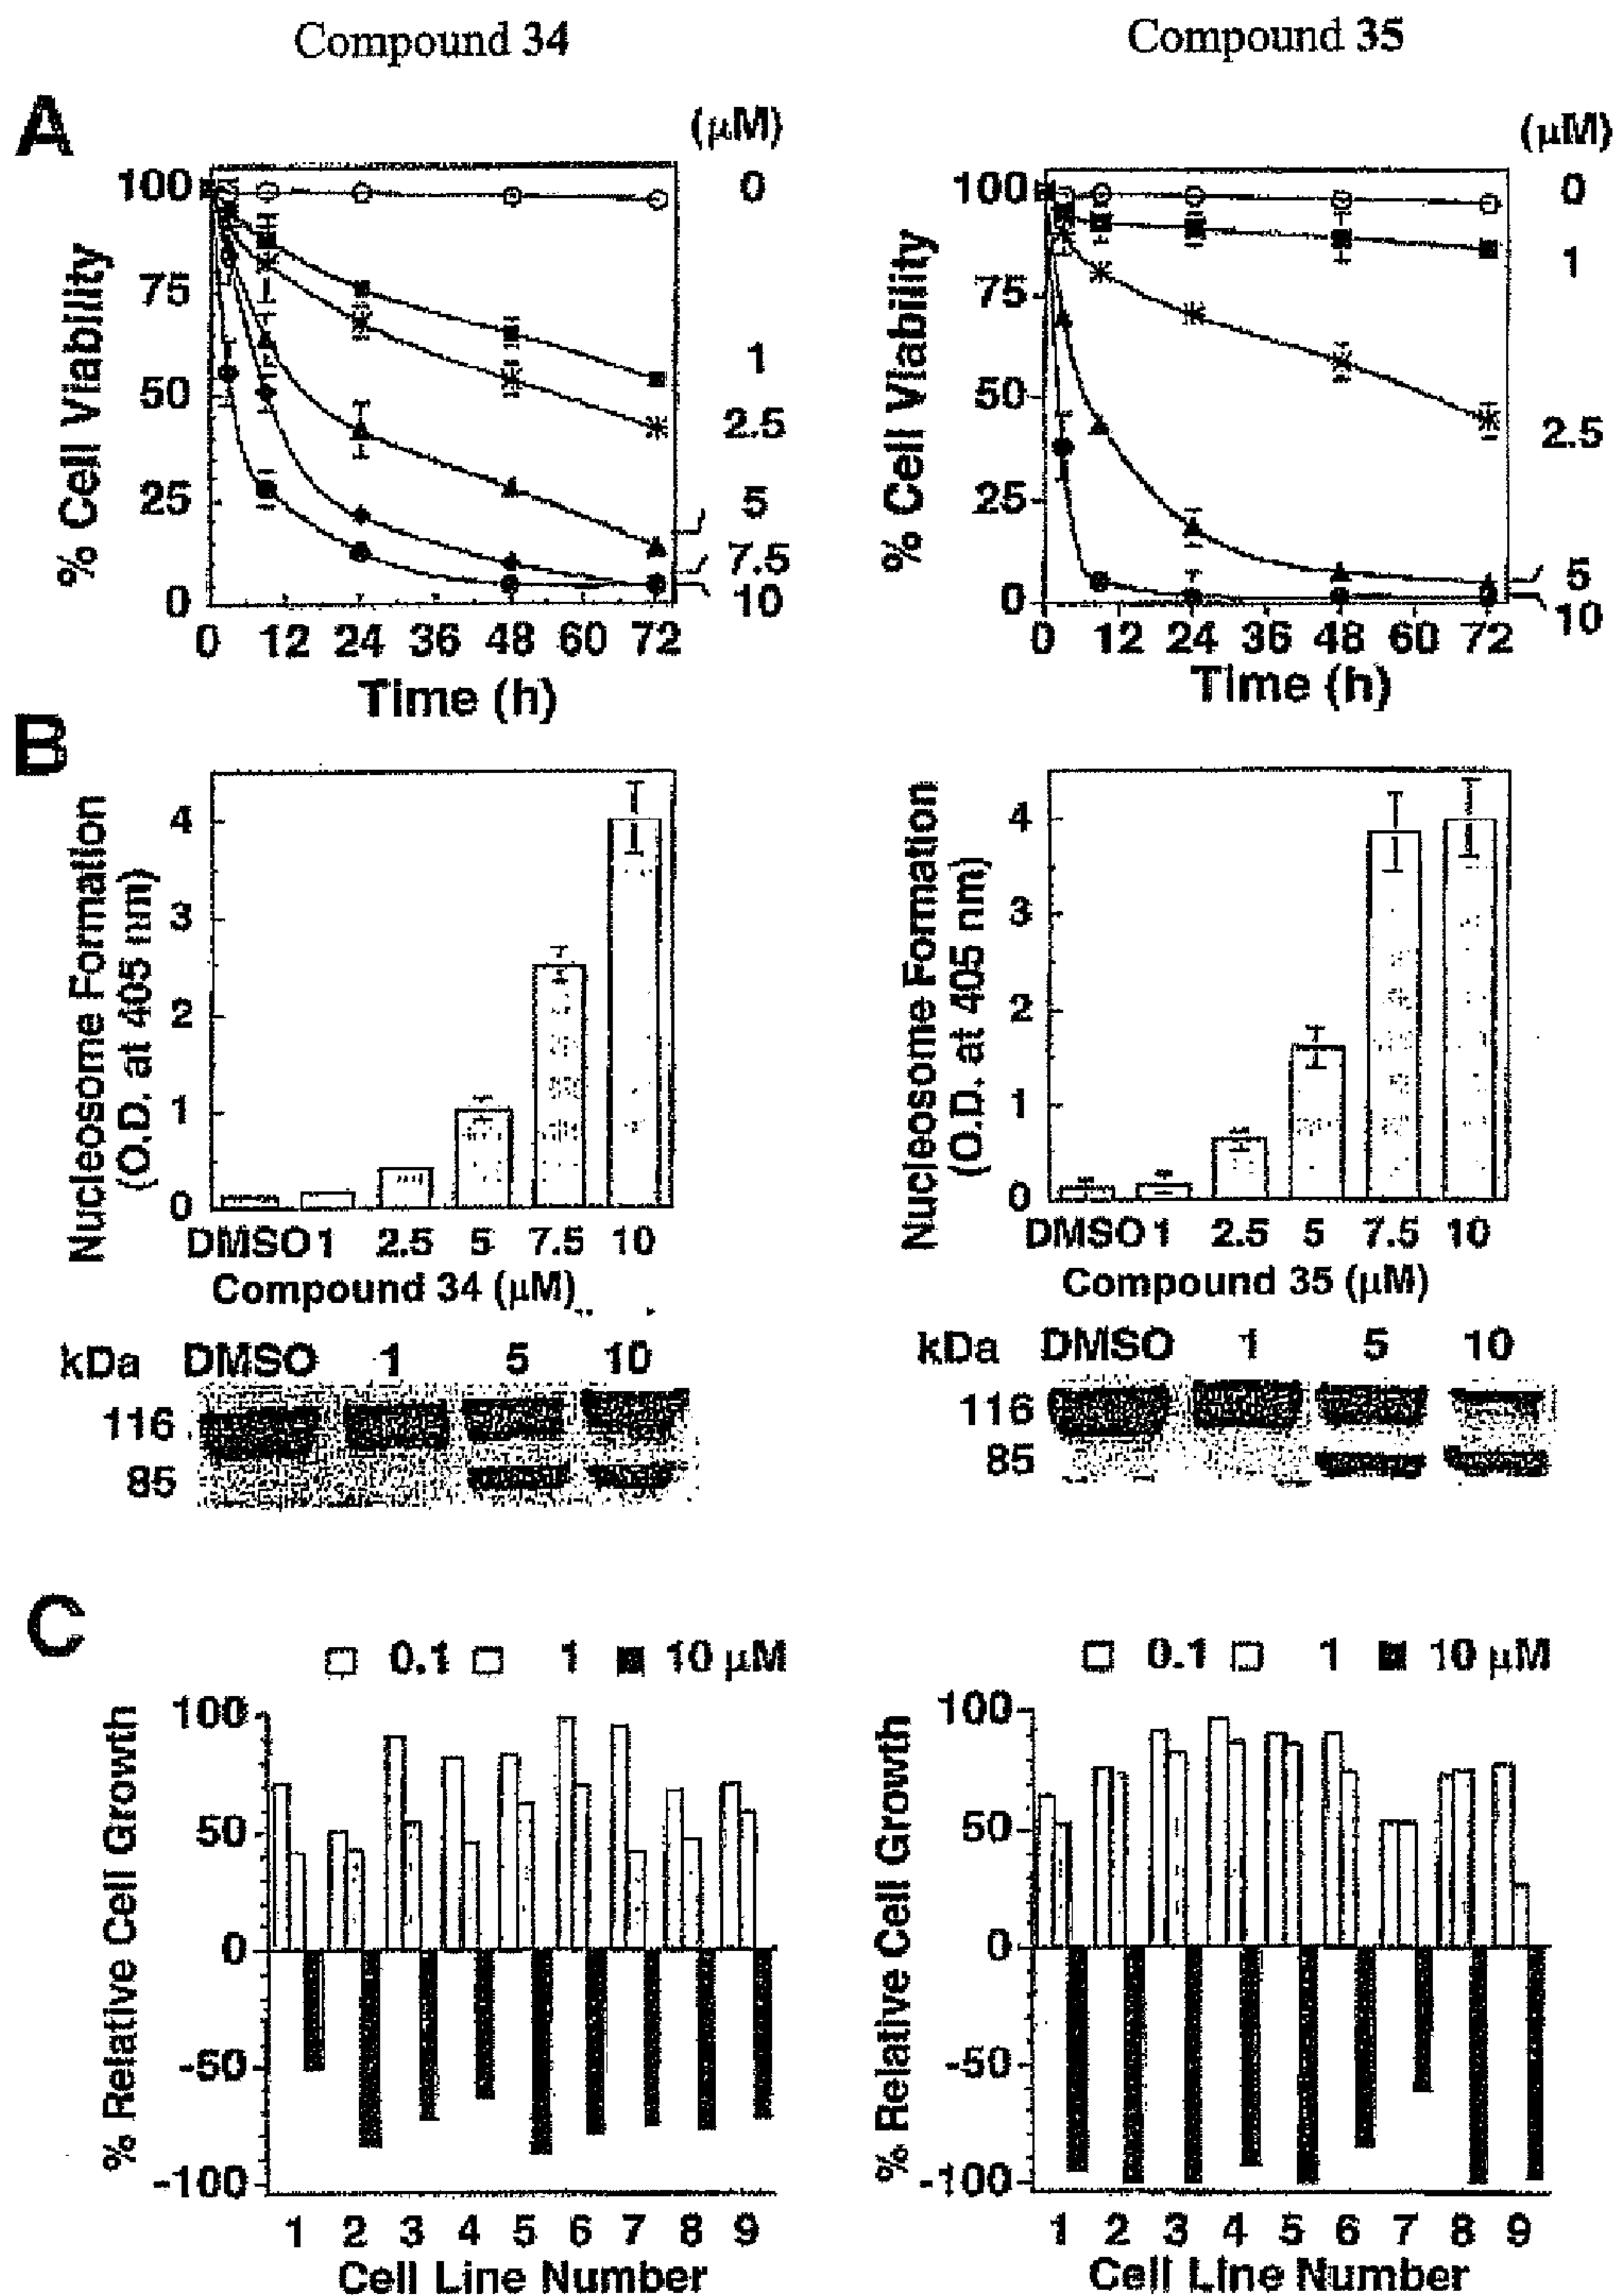 Compound 34
Compound 35
A
(μM)
% Cell Viability
100
75
50
25
0
0 12 24 36 48 60 72
Time (h)
0
1
2.5
5
7.5
10
(μM)
% Cell Viability
100
75
50
25
0
0 12 24 36 48 60 72
Time (h)
0
1
2.5
5
10
B
Nucleosome Formation
(O.D. at 405 nm)
4
3
2
1
0
DMSO 1 2.5 5 7.5 10
Compound 34 (μM)
Nucleosome Formation
(O.D. at 405 nm)
4
3
2
1
0
DMSO 1 2.5 5 7.5 10
Compound 35 (μM)
kDa DMSO 1 5 10
116
85
kDa DMSO 1 5 10
116
85
C
0.1 1 10 μM
% Relative Cell Growth
100
50
0
-50
-100
1 2 3 4 5 6 7 8 9
Cell Line Number
0.1 1 10 μM
% Relative Cell Growth
100
50
0
-50
-100
1 2 3 4 5 6 7 8 9
Cell Line Number